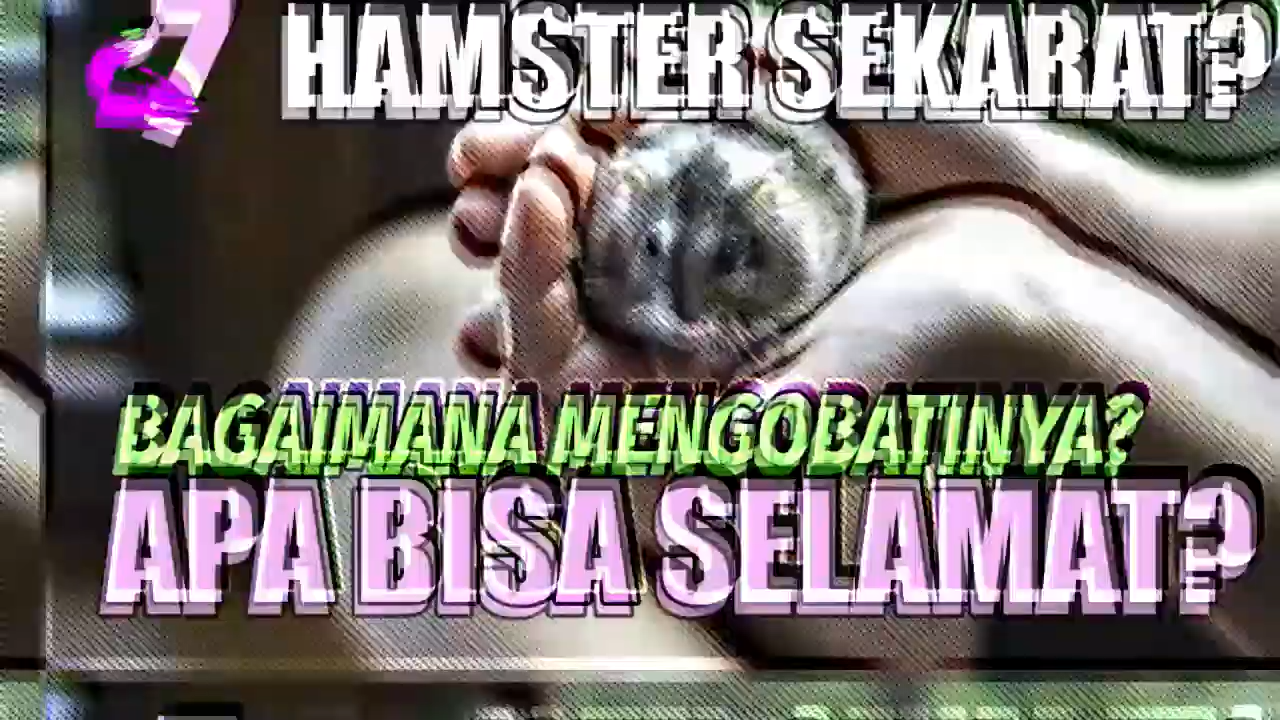 HAMSTER SEKARAT?
BAGAIMANA MENGOBATINYA?
APA BISA SELAMAT?